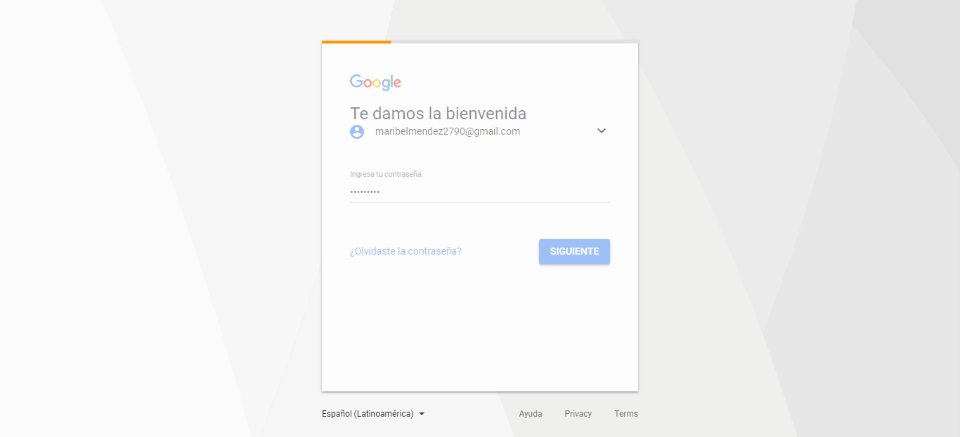 Google
Te damos la bienvenida
maribelmendez2790@gmail.com
Ingresa tu contraseña.
•••••••••
¿Olvidaste la contraseña?
SIGUIENTE
Español (Latinoamérica)
Ayuda
Privacy
Terms